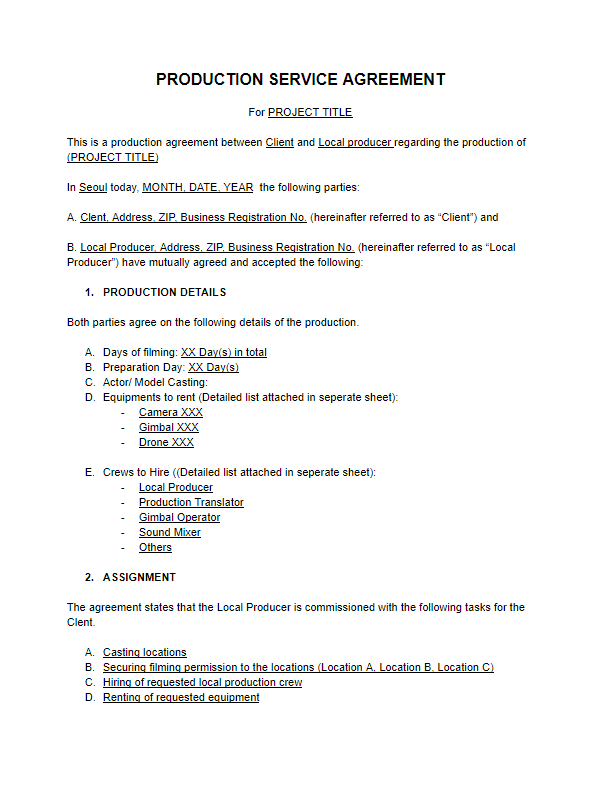 PRODUCTION SERVICE AGREEMENT
For PROJECT TITLE
This is a production agreement between Client and Local producer regarding the production of
(PROJECT TITLE)
In Seoul today, MONTH, DATE, YEAR the following parties:
A. Clent, Address, ZIP, Business Registration No. (hereinafter referred to as “Client”) and
B. Local Producer, Address, ZIP, Business Registration No. (hereinafter referred to as “Local
Producer”) have mutually agreed and accepted the following:
1. PRODUCTION DETAILS
Both parties agree on the following details of the production.
A. Days of filming: XX Day(s) in total
B. Preparation Day: XX Day(s)
C. Actor/ Model Casting:
D. Equipments to rent (Detailed list attached in seperate sheet):
- Camera XXX
- Gimbal XXX
- Drone XXX
E. Crews to Hire ((Detailed list attached in seperate sheet):
- Local Producer
- Production Translator
- Gimbal Operator
- Sound Mixer
- Others
2. ASSIGNMENT
The agreement states that the Local Producer is commissioned with the following tasks for the
Clent.
A. Casting locations
B. Securing filming permission to the locations (Location A, Location B, Location C)
C. Hiring of requested local production crew
D. Renting of requested equipment